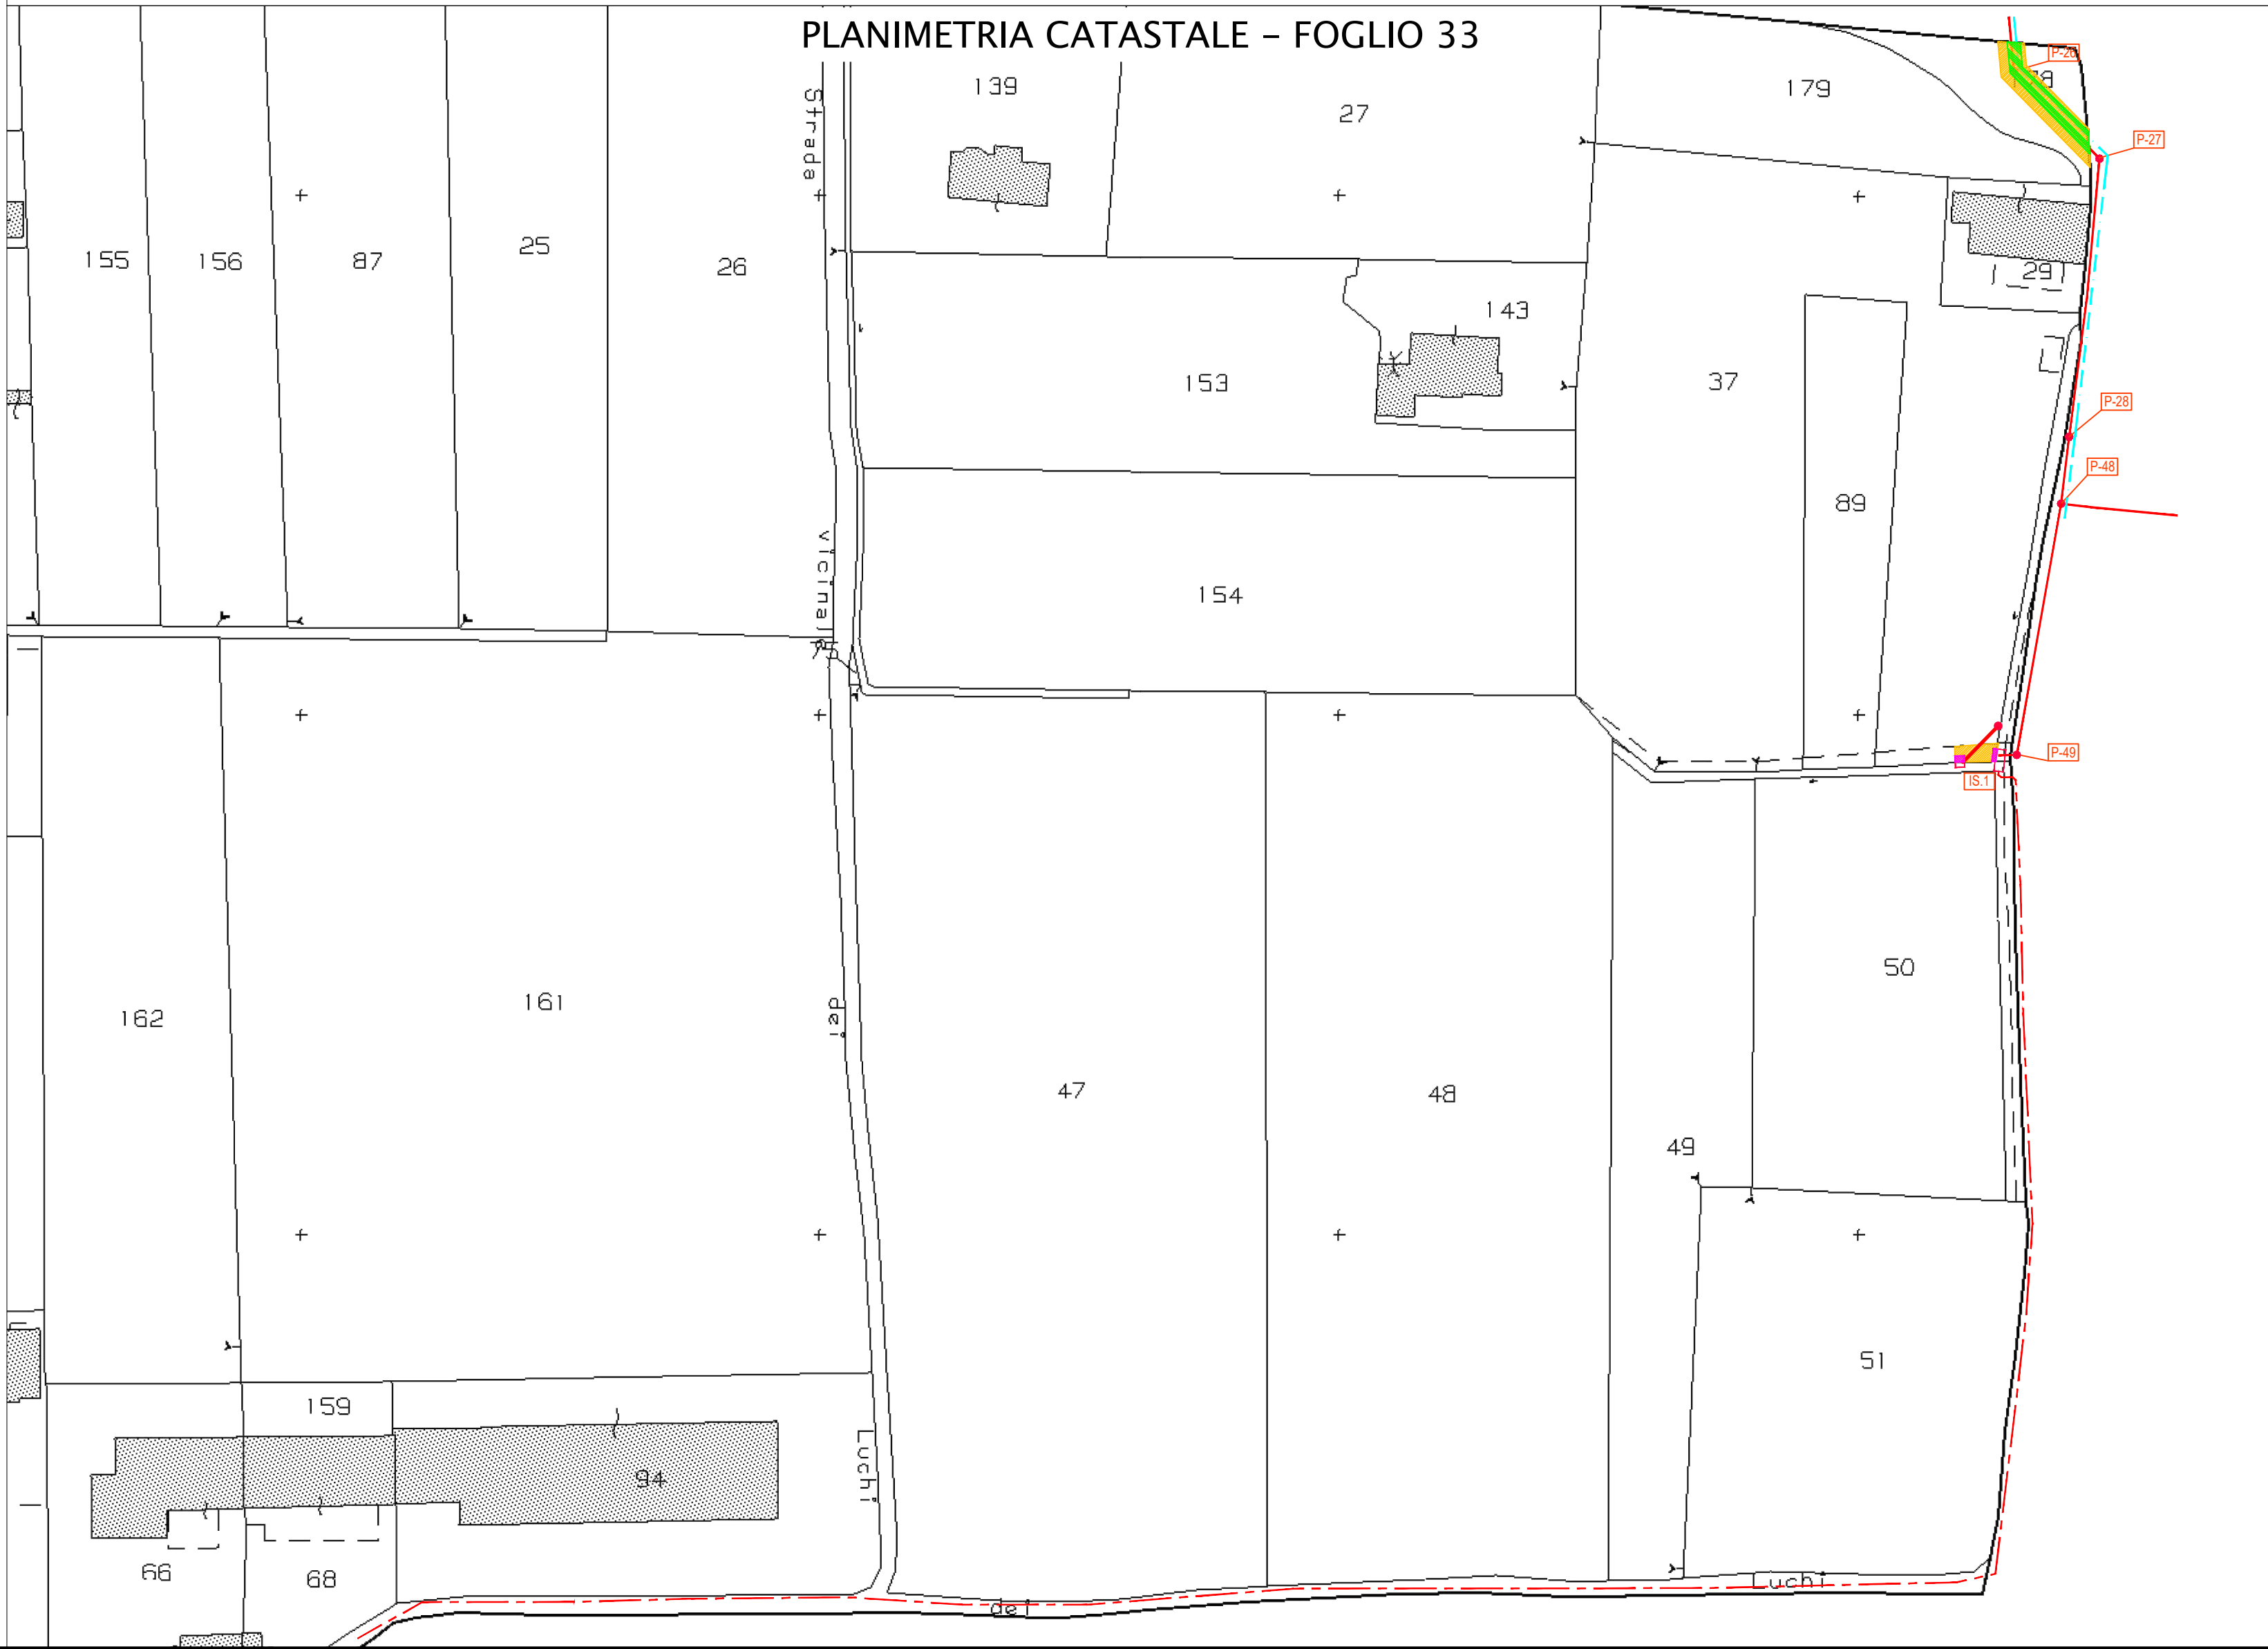 PLANIMETRIA CATASTALE – FOGLIO 33
P-26
139
179
27
Strada
P-27
25
155
156
87
26
29
143
153
37
P-28
P-48
89
vicinale
154
P-49
IS.1
50
161
162
dei
47
48
49
51
159
Luchi
94
66
68
dei
Luchi